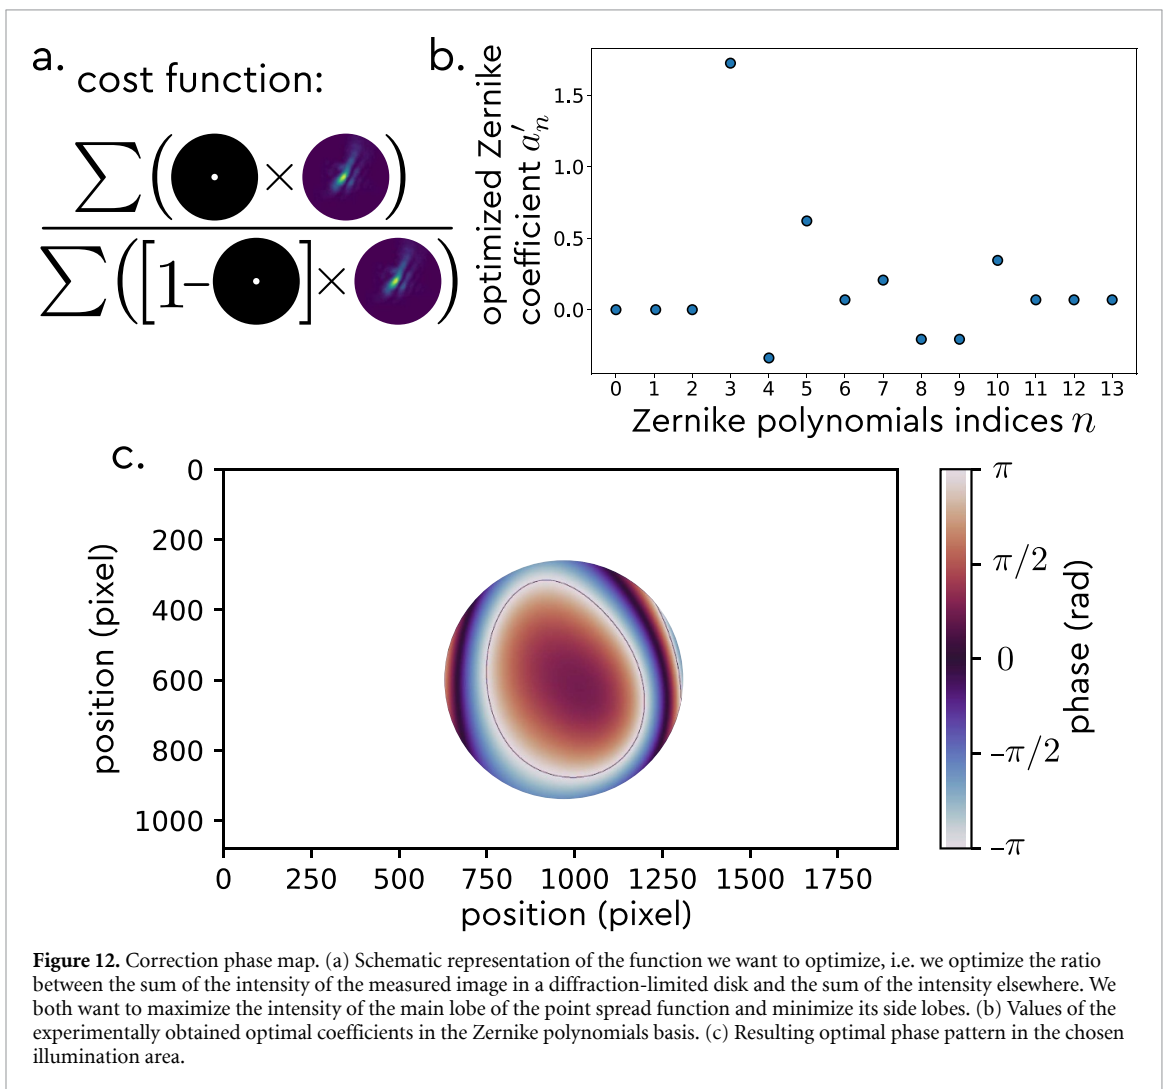 a.
cost function:
∑(×)
∑([1−]×)
b.
optimized Zernike
coefficient a′ₙ
1.5
1.0
0.5
0.0
0 1 2 3 4 5 6 7 8 9 10 11 12 13
Zernike polynomials indices n
c.
position (pixel)
0
200
400
600
800
1000
0 250 500 750 1000 1250 1500 1750
position (pixel)
π
π/2
0
–π/2
–π
phase (rad)
Figure 12. Correction phase map. (a) Schematic representation of the function we want to optimize, i.e. we optimize the ratio
between the sum of the intensity of the measured image in a diffraction-limited disk and the sum of the intensity elsewhere. We
both want to maximize the intensity of the main lobe of the point spread function and minimize its side lobes. (b) Values of the
experimentally obtained optimal coefficients in the Zernike polynomials basis. (c) Resulting optimal phase pattern in the chosen
illumination area.